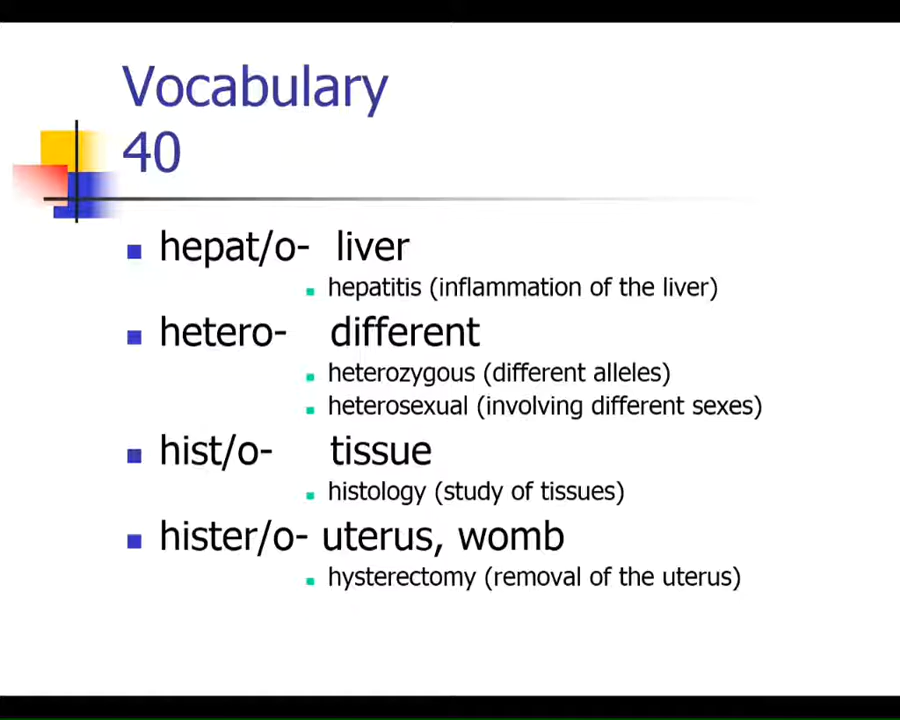 Vocabulary
40
hepat/o- liver
hepatitis (inflammation of the liver)
hetero- different
heterozygous (different alleles)
heterosexual (involving different sexes)
hist/o- tissue
histology (study of tissues)
hister/o- uterus, womb
hysterectomy (removal of the uterus)